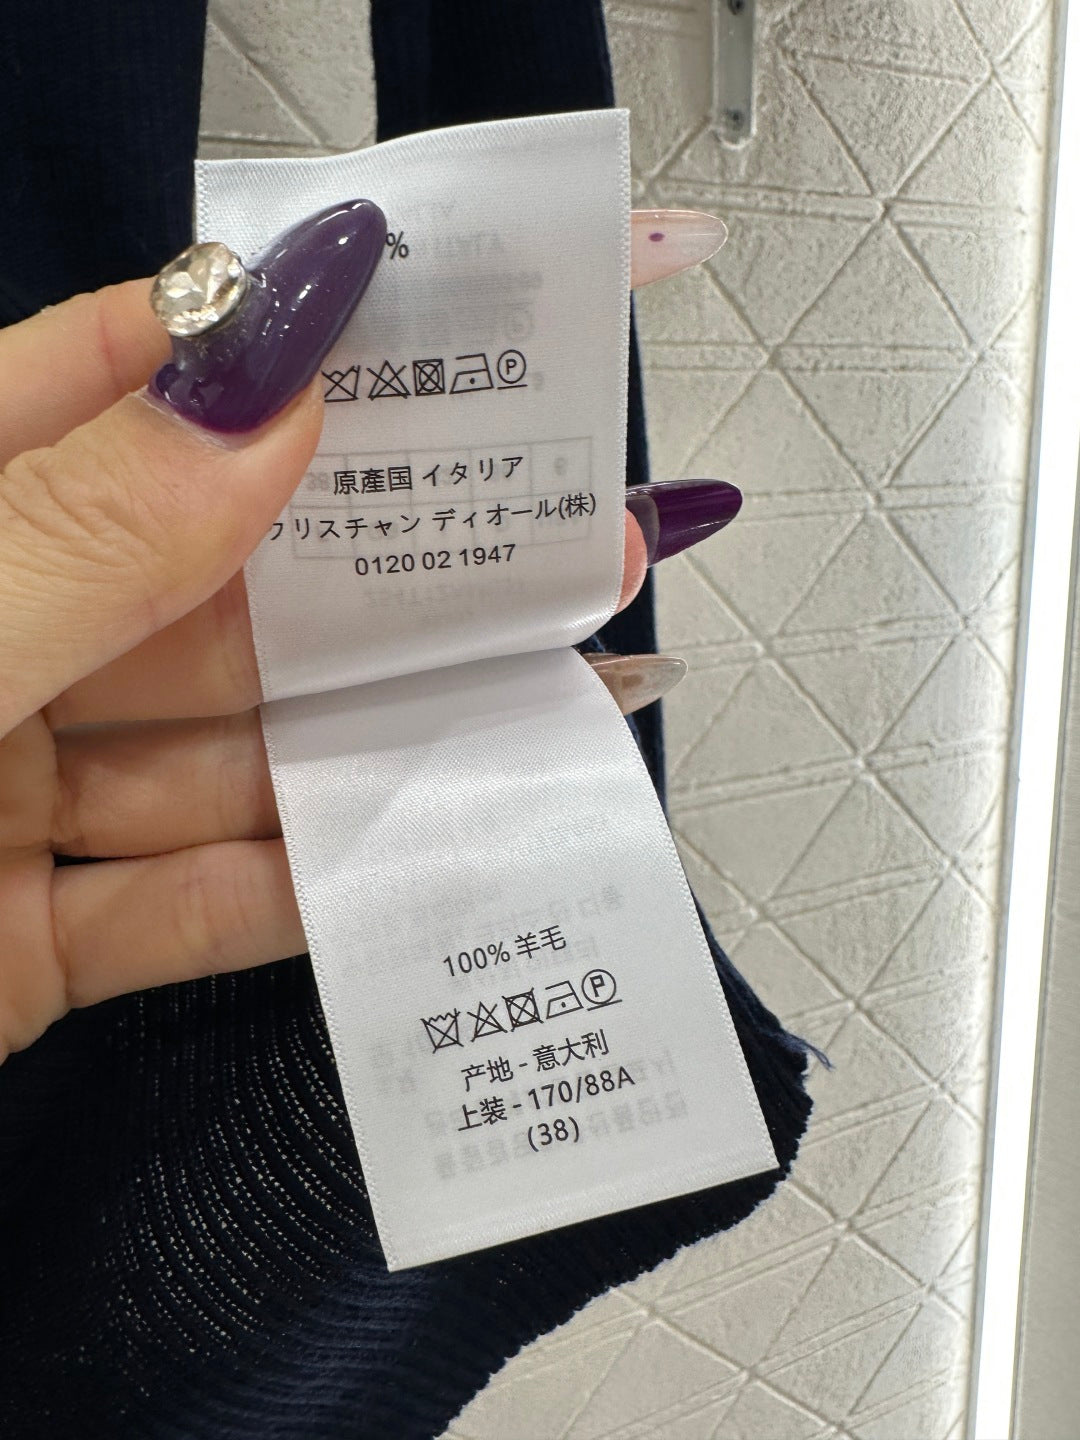 %
原産国 イタリア
クリスチャン ディオール(株)
0120 02 1947
100% 羊毛
P
产地 - 意大利
上装 - 170/88A
(38)